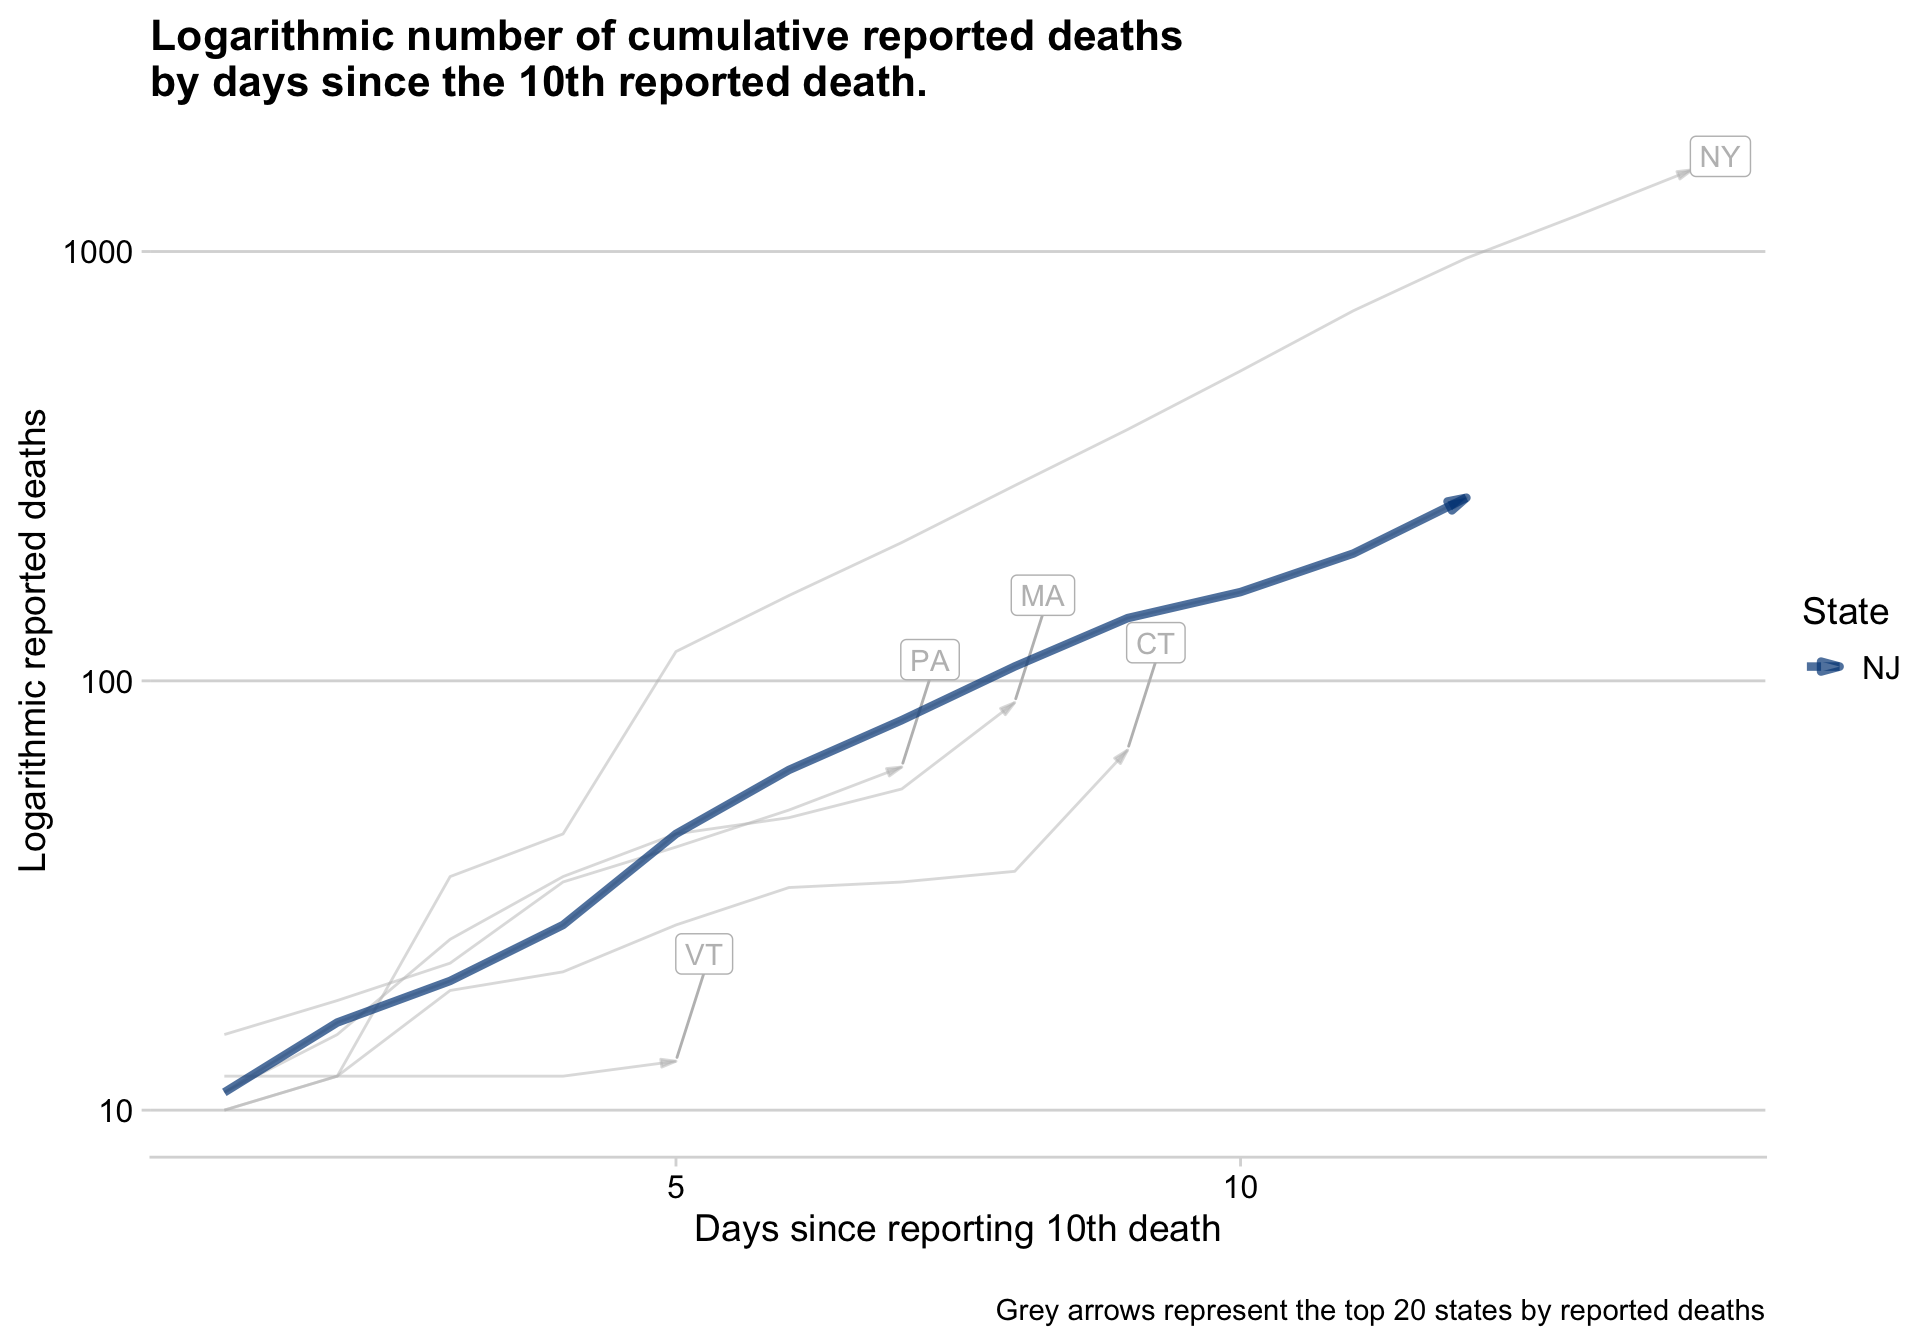 Logarithmic number of cumulative reported deaths
by days since the 10th reported death.
NY
1000
Logarithmic reported deaths
MA
CT
PA
100
State
NJ
VT
10
5
10
Days since reporting 10th death
Grey arrows represent the top 20 states by reported deaths